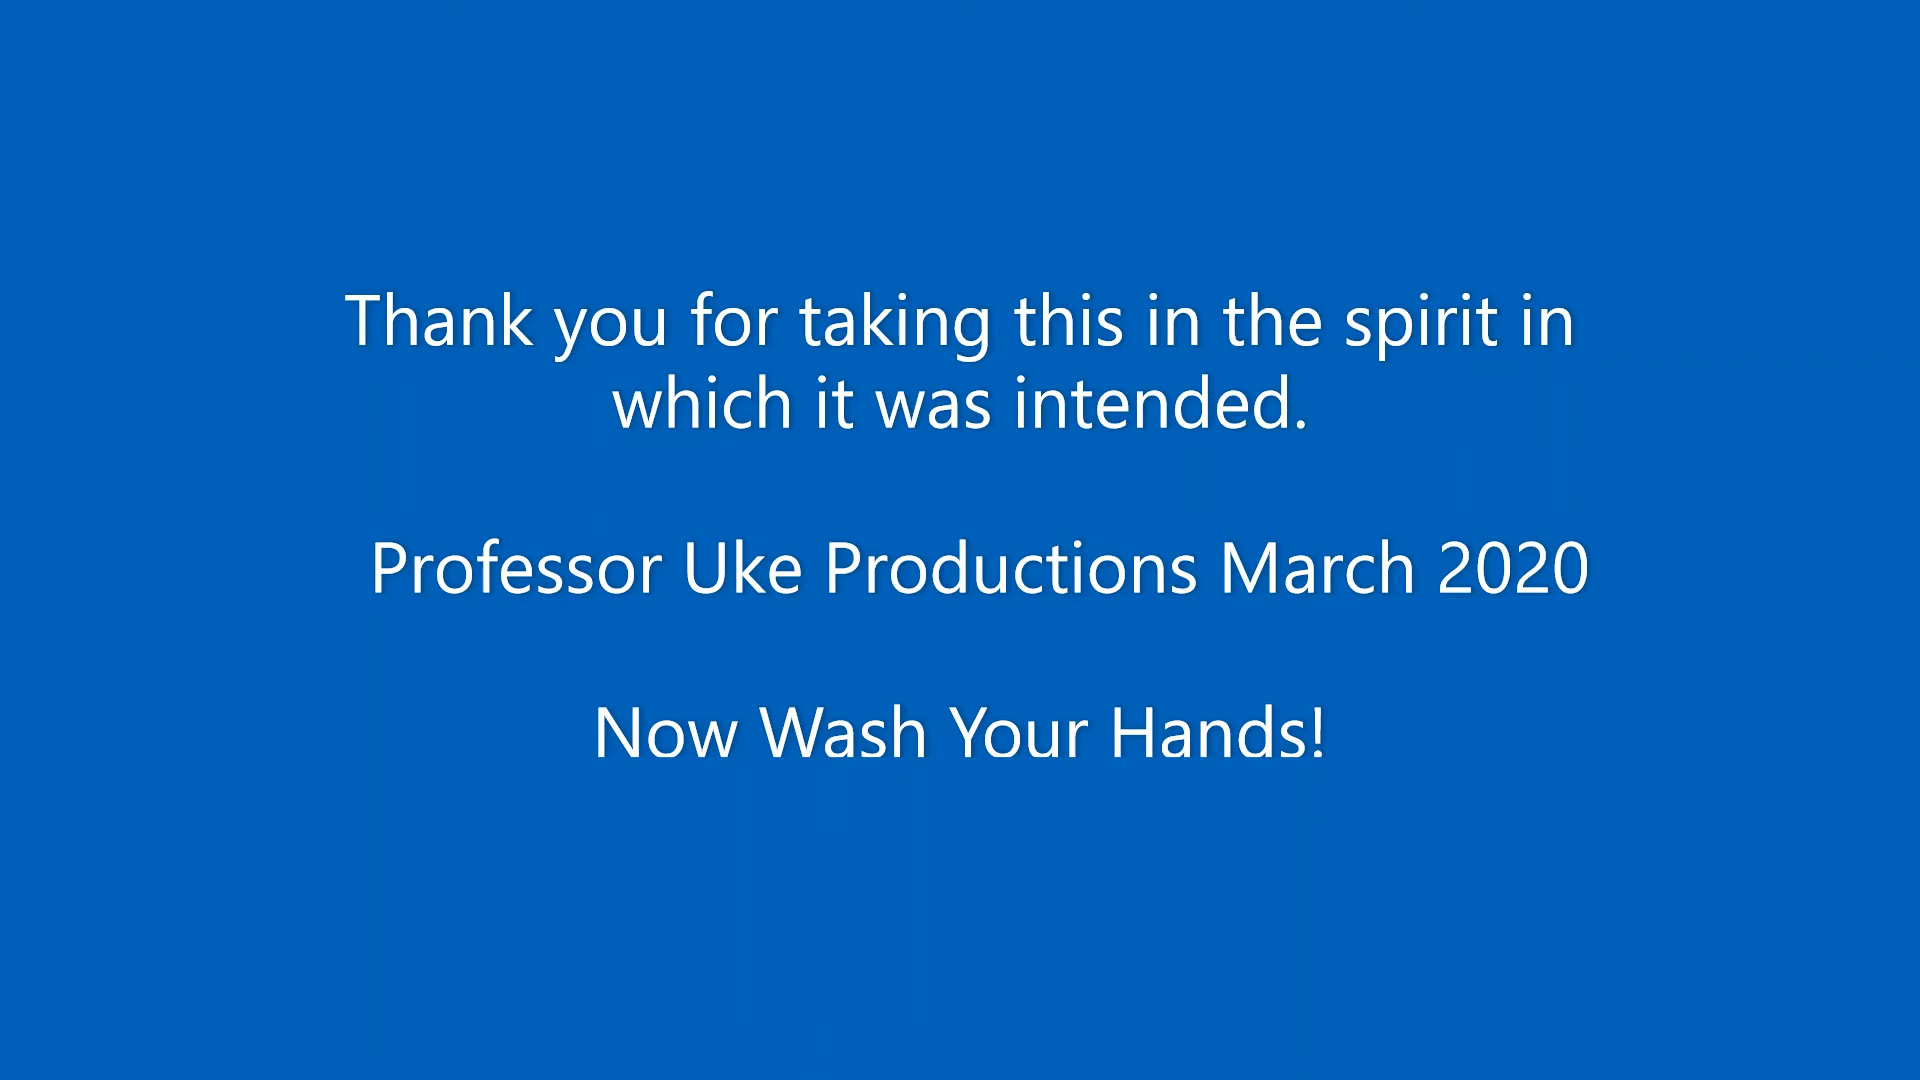 Thank you for taking this in the spirit in
which it was intended.
Professor Uke Productions March 2020
Now Wash Your Hands!